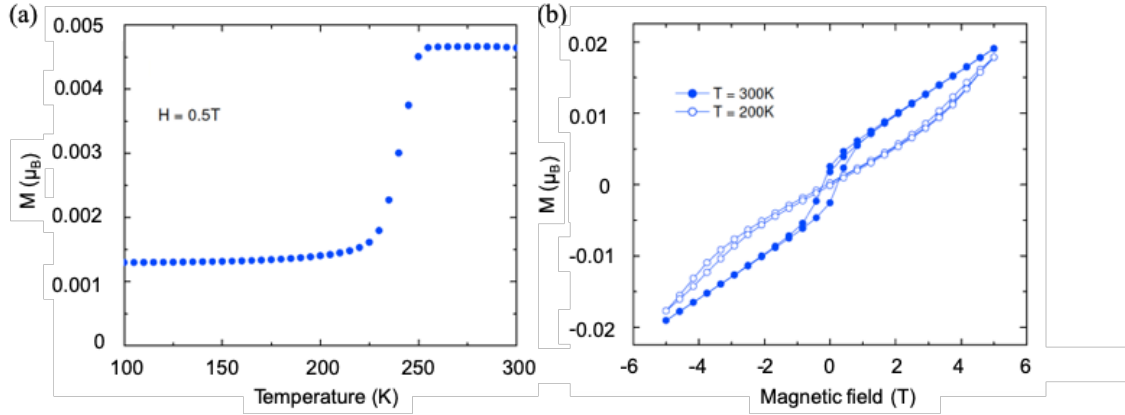 (a)
0.005
0.004
0.003
0.002
0.001
0
M (μB)
H = 0.5T
100
150
200
250
300
Temperature (K)
(b)
0.02
0.01
0
-0.01
-0.02
M (μB)
T = 300K
T = 200K
-6
-4
-2
0
2
4
6
Magnetic field (T)